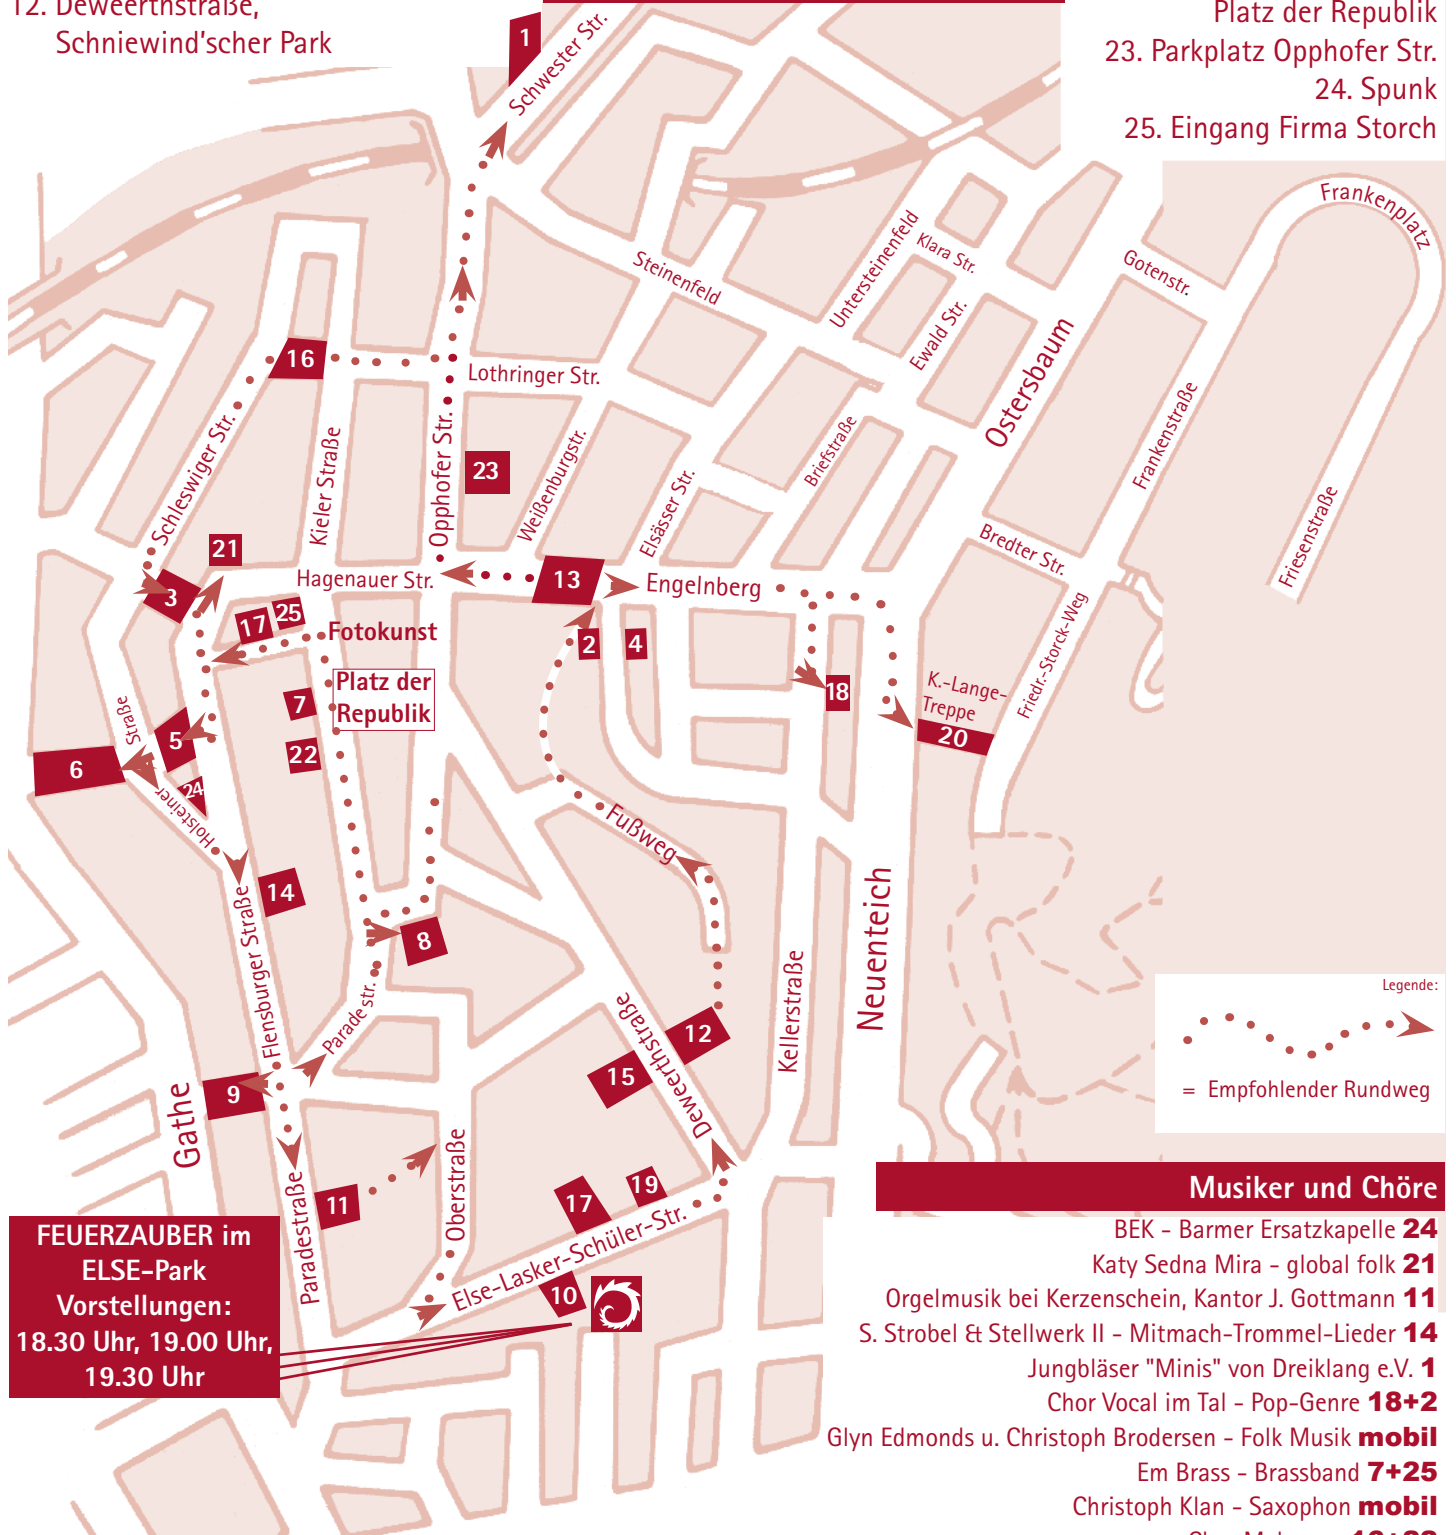 12. Deweerthstraße,
Schniewind'scher Park
Platz der Republik
23. Parkplatz Opphofer Str.
24. Spunk
25. Eingang Firma Storch
1
Schwester Str.
Frankenplatz
Steinenfeld
Untersteinenfeld
Klara Str.
Gotenstr.
Ewald Str.
Ostersbaum
16
Lothringer Str.
Schleswiger Str.
Kieler Straße
Opphofer Str.
23
Weißenburgstr.
Elsässer Str.
Briefstraße
Frankenstraße
Bredter Str.
Friesenstraße
21
3
Hagenauer Str.
13
Engelnberg
17
25
Fotokunst
2
4
Friedr.-Storck-Weg
Platz der
Republik
7
18
K.-Lange-
Treppe
20
Straße
5
6
22
24
Holsteiner
Fußweg
14
Flensburger Straße
8
Neuenteich
Kellerstraße
Parade str.
Deweerthstraße
12
15
Legende:
= Empfohlender Rundweg
9
Gathe
11
Paradestraße
Oberstraße
17
19
Else-Lasker-Schüler-Str.
10
FEUERZAUBER im
ELSE-Park
Vorstellungen:
18.30 Uhr, 19.00 Uhr,
19.30 Uhr
Musiker und Chöre
BEK - Barmer Ersatzkapelle 24
Katy Sedna Mira - global folk 21
Orgelmusik bei Kerzenschein, Kantor J. Gottmann 11
S. Strobel & Stellwerk II - Mitmach-Trommel-Lieder 14
Jungbläser "Minis" von Dreiklang e.V. 1
Chor Vocal im Tal - Pop-Genre 18+2
Glyn Edmonds u. Christoph Brodersen - Folk Musik mobil
Em Brass - Brassband 7+25
Christoph Klan - Saxophon mobil